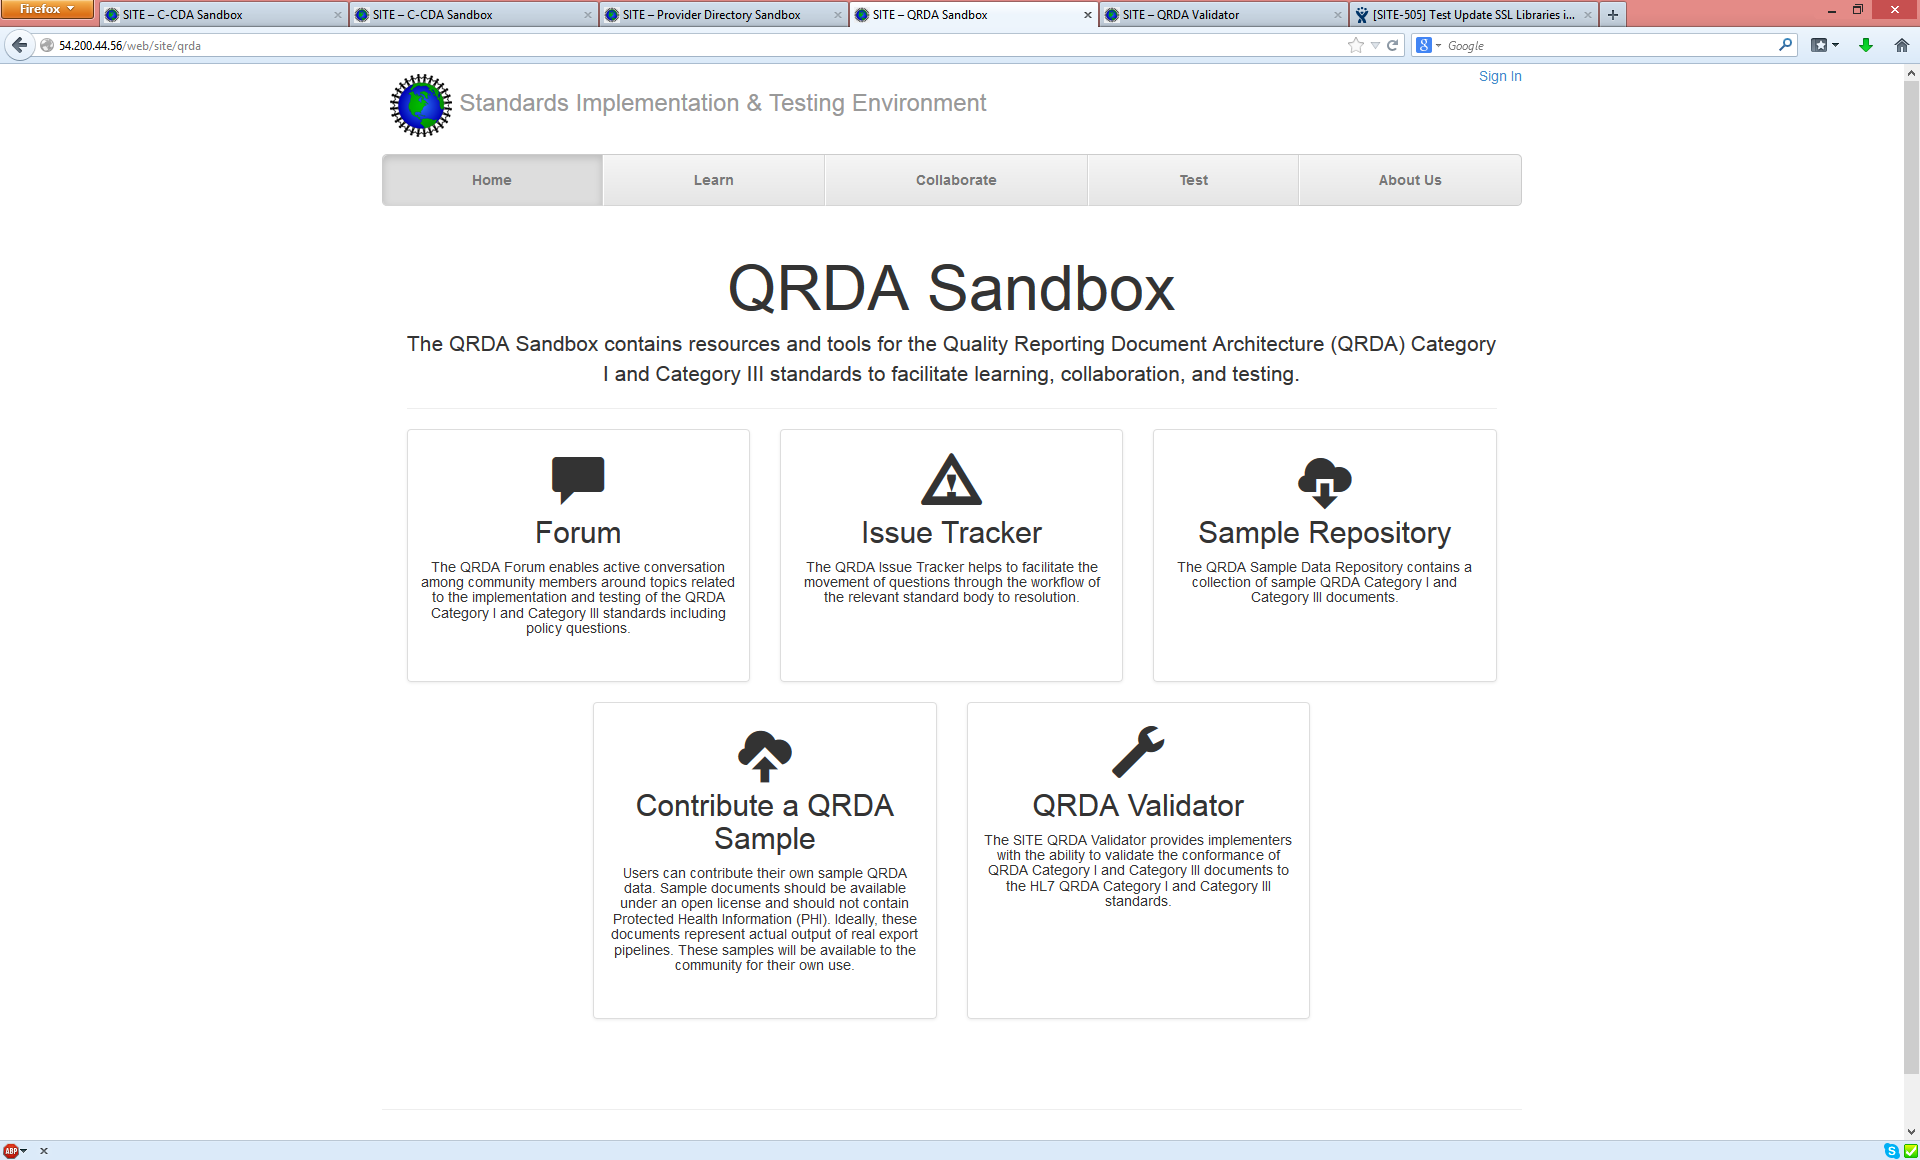 Firefox
SITE – C-CDA Sandbox
SITE – C-CDA Sandbox
SITE – Provider Directory Sandbox
SITE – QRDA Sandbox
SITE – QRDA Validator
[SITE-505] Test Update SSL Libraries i...
54.200.44.56/web/site/qrda
8
Google
Sign In
Standards Implementation & Testing Environment
Home
Learn
Collaborate
Test
About Us
QRDA Sandbox
The QRDA Sandbox contains resources and tools for the Quality Reporting Document Architecture (QRDA) Category
I and Category III standards to facilitate learning, collaboration, and testing.
Forum
The QRDA Forum enables active conversation
among community members around topics related
to the implementation and testing of the QRDA
Category I and Category III standards including
policy questions.
Issue Tracker
The QRDA Issue Tracker helps to facilitate the
movement of questions through the workflow of
the relevant standard body to resolution.
Sample Repository
The QRDA Sample Data Repository contains a
collection of sample QRDA Category I and
Category III documents.
Contribute a QRDA
Sample
Users can contribute their own sample QRDA
data. Sample documents should be available
under an open license and should not contain
Protected Health Information (PHI). Ideally, these
documents represent actual output of real export
pipelines. These samples will be available to the
community for their own use.
QRDA Validator
The SITE QRDA Validator provides implementers
with the ability to validate the conformance of
QRDA Category I and Category III documents to
the HL7 QRDA Category I and Category III
standards.
ABP